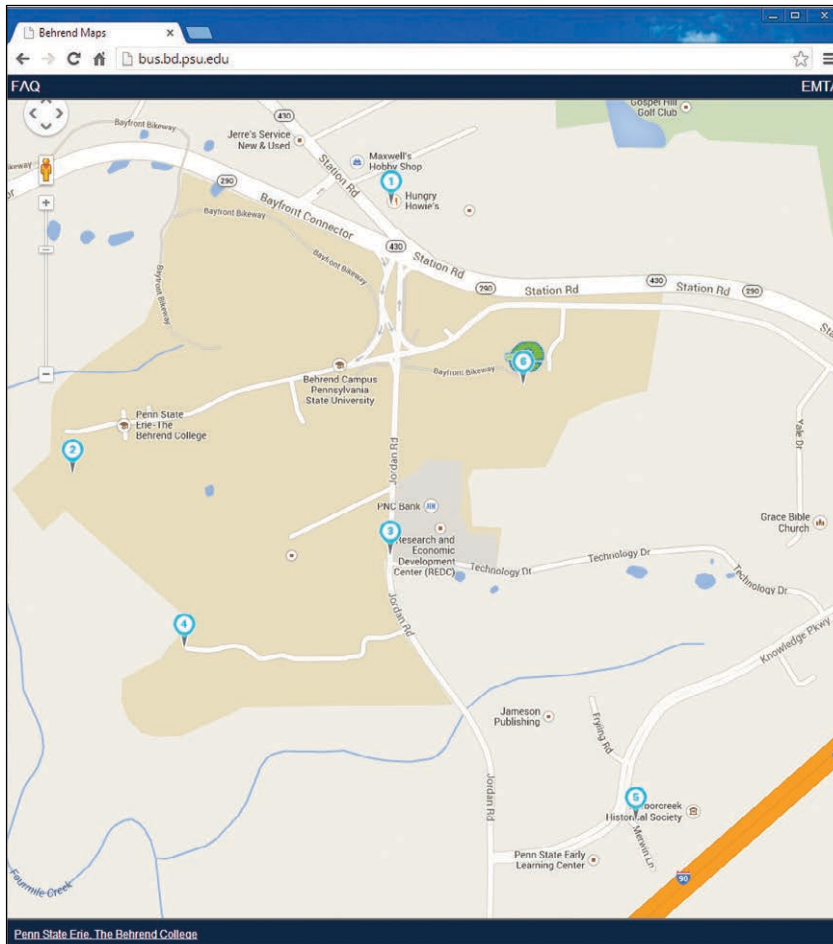 Behrend Maps
bus.bd.psu.edu
FAQ
EMTA
Gospel Hill
Golf Club
430
Bayfront Bikeway
Jerre's Service
New & Used
Station Rd
Maxwell's
Hobby Shop
1
Hungry
Howie's
290
Bayfront Connector
Bayfront Bikeway
Bayfront Bikeway
430
Station Rd
430
290
Station Rd
Station Rd
290
6
Bayfront Bikeway
Behrend Campus
Pennsylvania
State University
Penn State
Erie-The
Behrend College
2
Jordan Rd
Yale Dr
PNC Bank
Grace Bible
Church
3
Research and
Economic
Development
Center (REDC)
Technology Dr
Technology Dr
Technology Dr
Jordan Rd
4
Knowledge Pkwy
Jameson
Publishing
Fryling Rd
Jordan Rd
5
Historical Society
Merwin Ln
Penn State Early
Learning Center
90
Fourmile Creek
Penn State Erie, The Behrend College